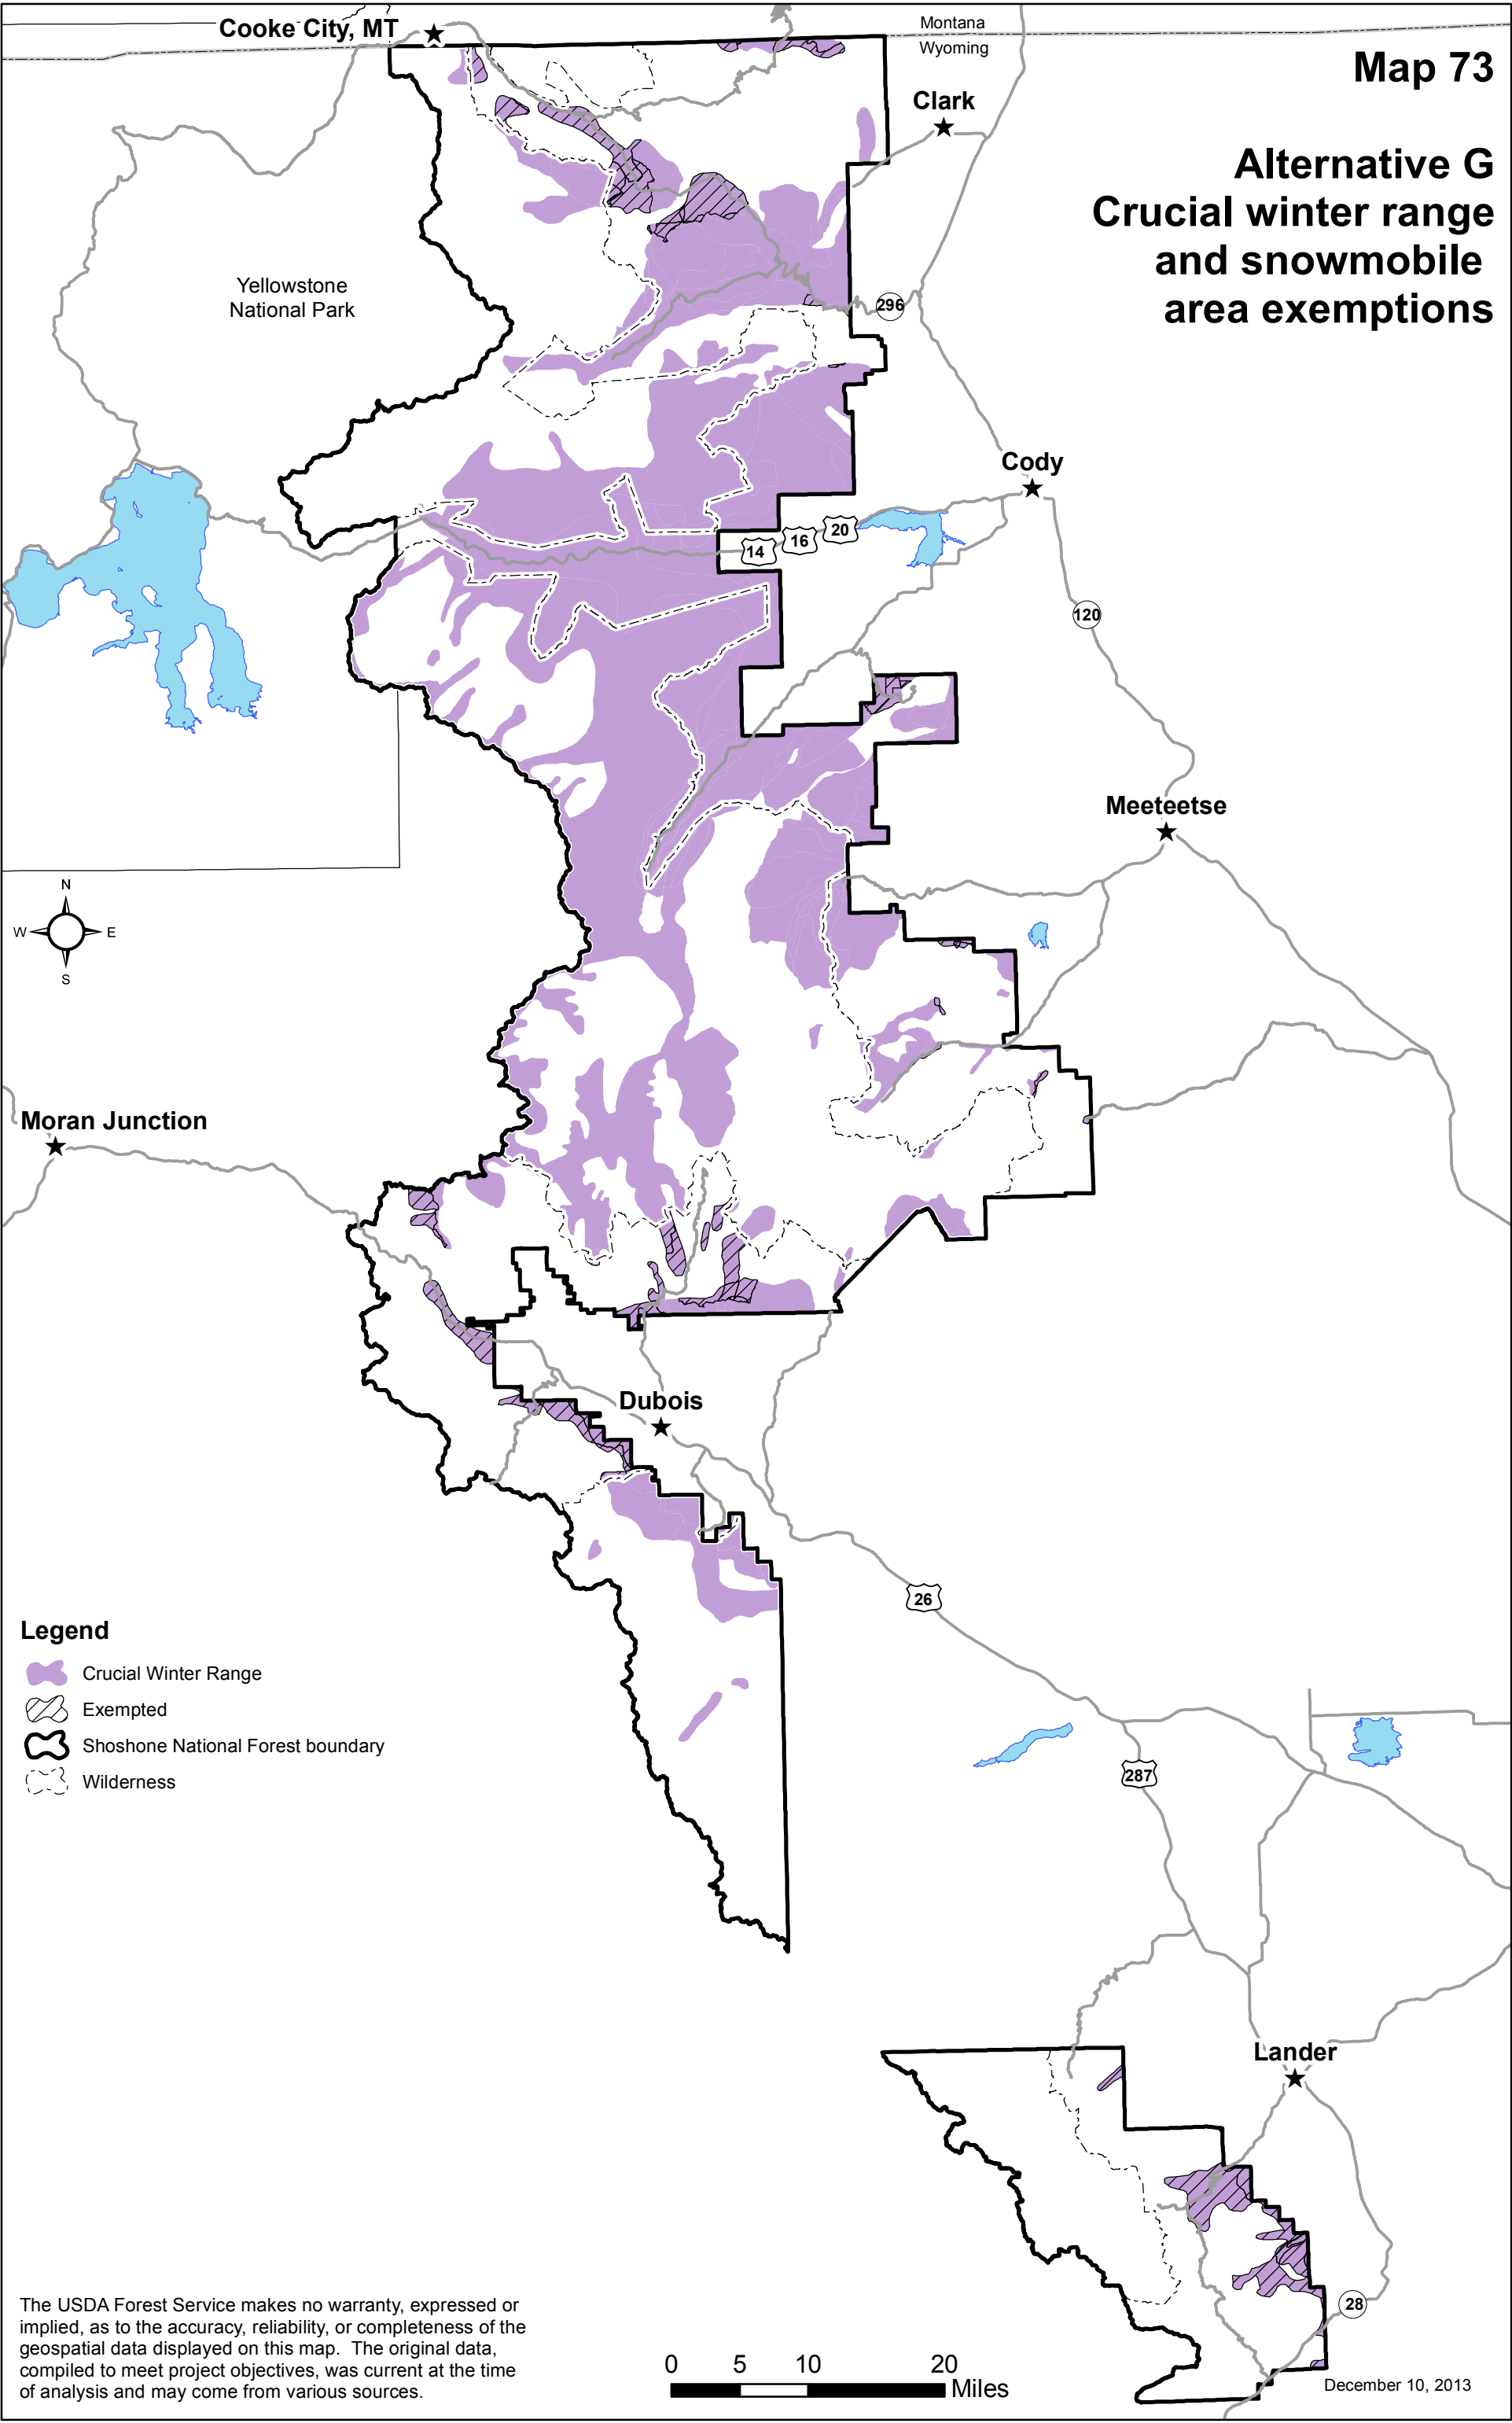 Cooke City, MT
Montana
Wyoming
Map 73
Clark
Alternative G
Crucial winter range
and snowmobile
area exemptions
Yellowstone
National Park
296
Cody
20
16
14
120
Meeteetse
N
W E
S
Moran Junction
Dubois
26
Legend
Crucial Winter Range
Exempted
Shoshone National Forest boundary
Wilderness
287
Lander
28
The USDA Forest Service makes no warranty, expressed or
implied, as to the accuracy, reliability, or completeness of the
geospatial data displayed on this map. The original data,
compiled to meet project objectives, was current at the time
of analysis and may come from various sources.
0 5 10 20
Miles
December 10, 2013